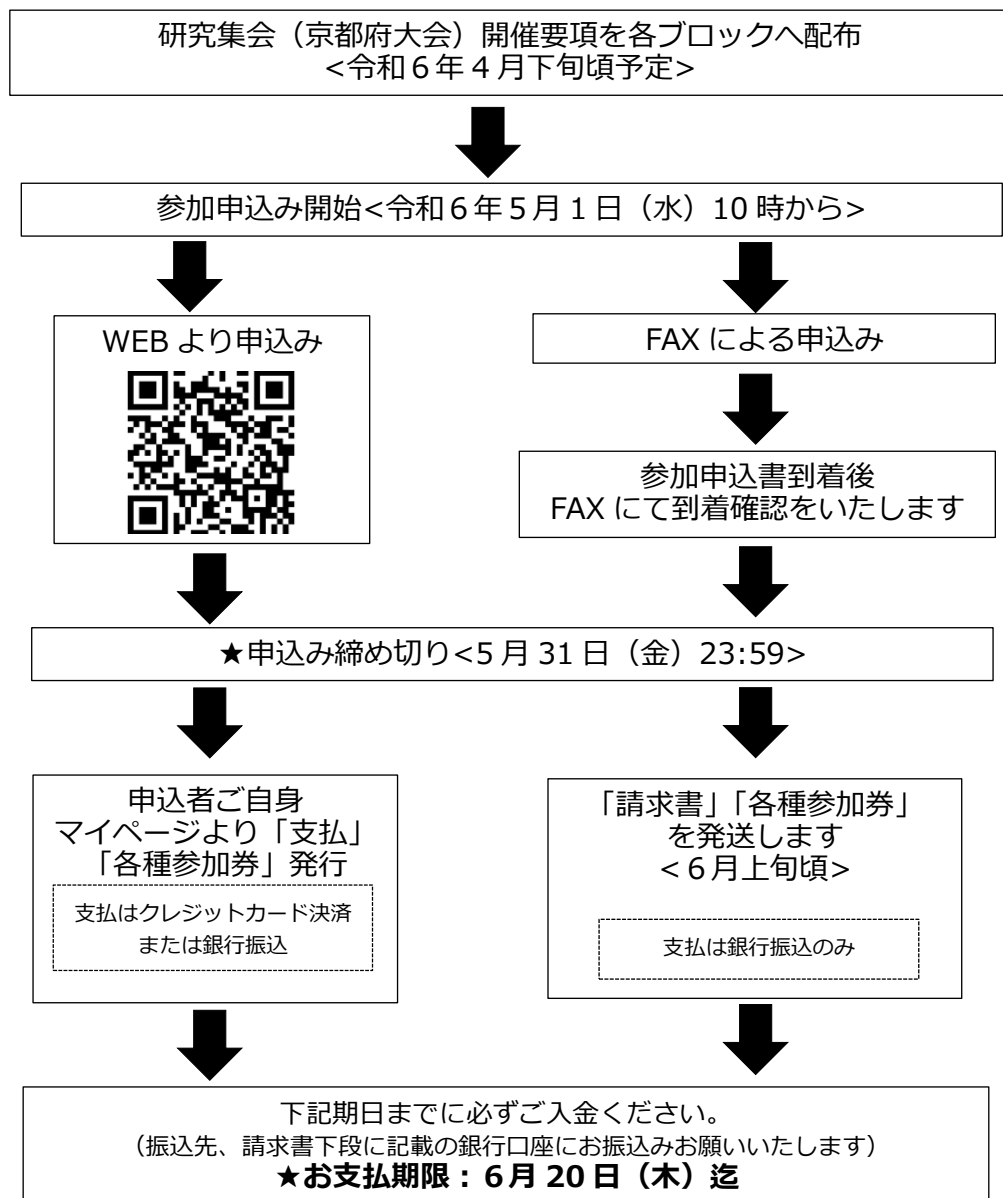 研究集会（京都府大会）開催要項を各ブロックへ配布
<令和６年４月下旬頃予定>
参加申込み開始<令和６年５月１日（水）10 時から>
WEB より申込み
FAX による申込み
参加申込書到着後
FAX にて到着確認をいたします
★申込み締め切り<5 月 31 日（金）23:59>
申込者ご自身
マイページより「支払」
「各種参加券」発行
支払はクレジットカード決済
または銀行振込
「請求書」「各種参加券」
を発送します
<６月上旬頃>
支払は銀行振込のみ
下記期日までに必ずご入金ください。
（振込先、請求書下段に記載の銀行口座にお振込みお願いいたします）
★お支払期限：６月 20 日（木）迄